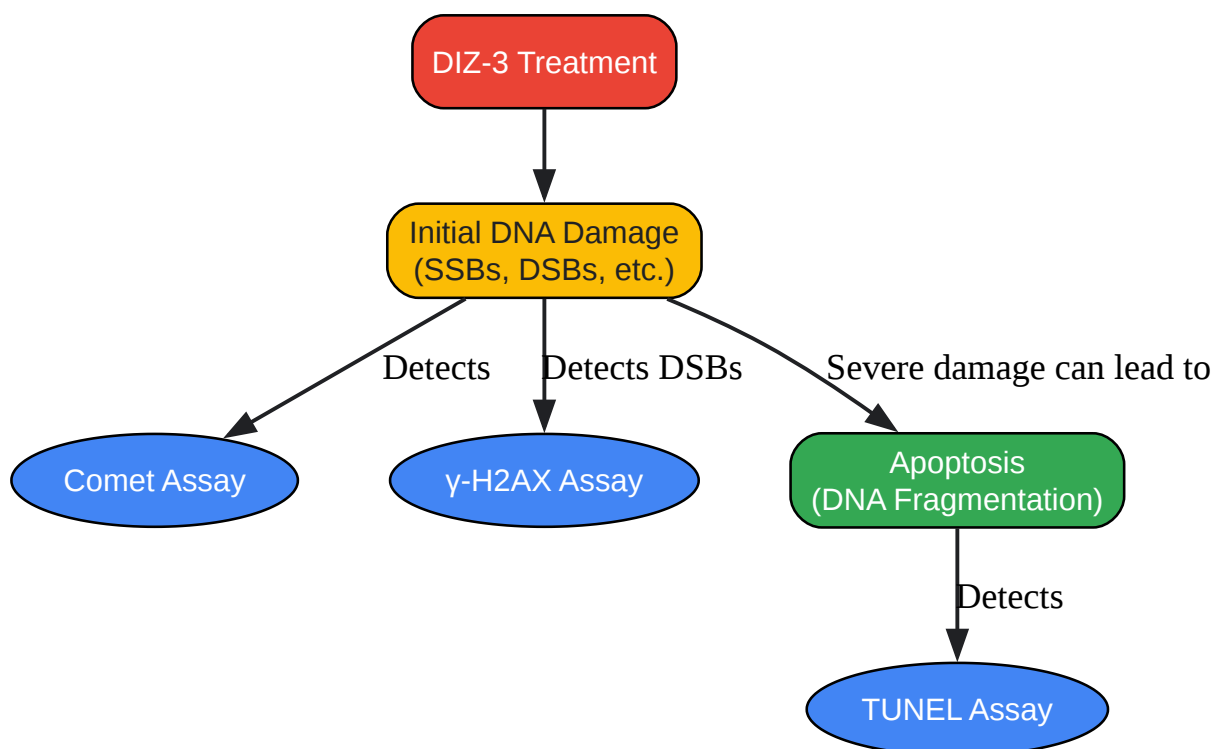 DIZ-3 Treatment
Initial DNA Damage
(SSBs, DSBs, etc.)
Detects
Detects DSBs
Severe damage can lead to
Comet Assay
γ-H2AX Assay
Apoptosis
(DNA Fragmentation)
Detects
TUNEL Assay